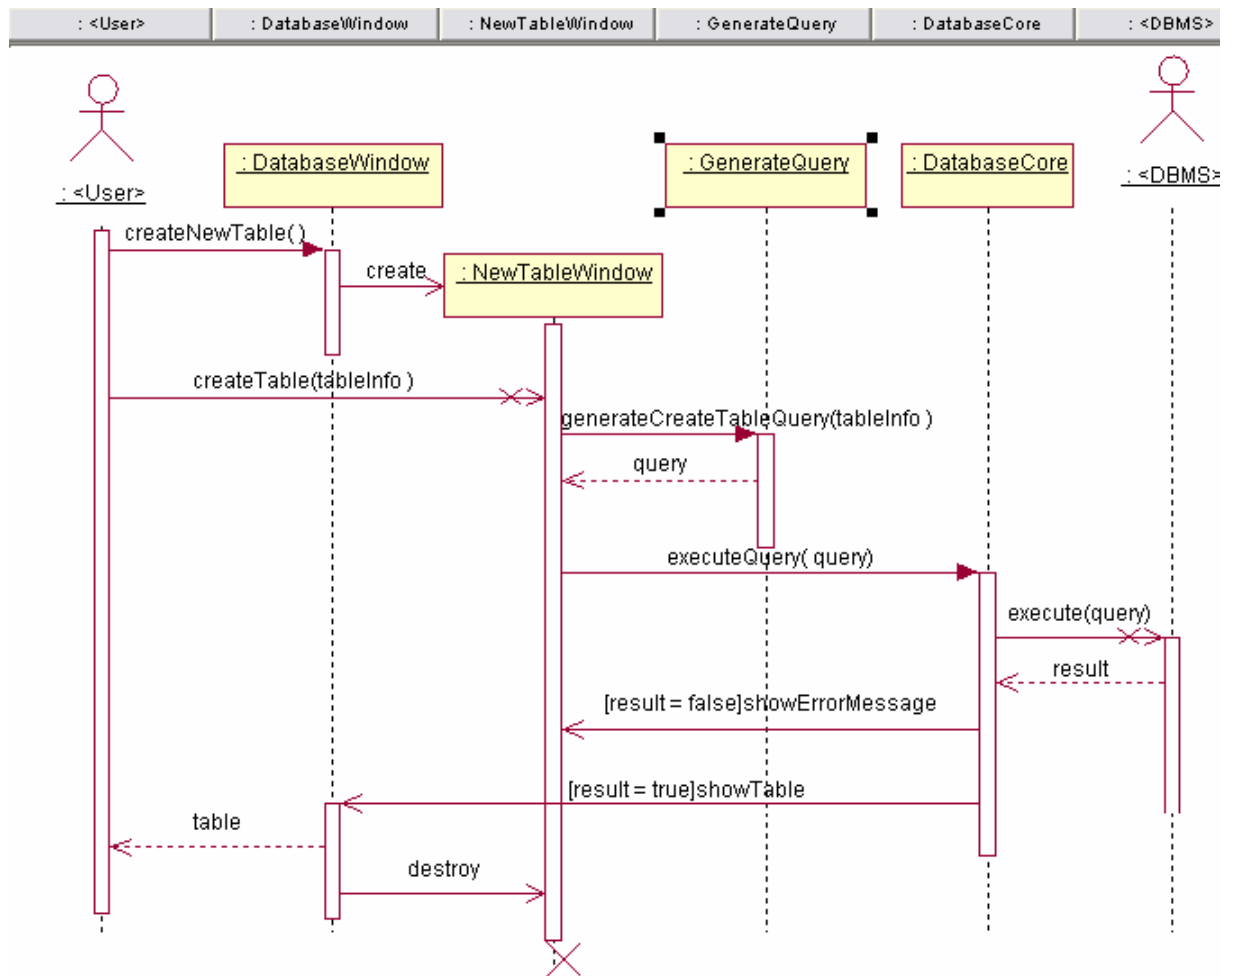 : <User>
: DatabaseWindow
: NewTableWindow
: GenerateQuery
: DatabaseCore
: <DBMS>
: <User>
: DatabaseWindow
: GenerateQuery
: DatabaseCore
: <DBMS>
createNewTable( )
create
: NewTableWindow
createTable(tableInfo )
generateCreateTableQuery(tableInfo )
query
executeQuery( query)
execute(query)
result
[result = false]showErrorMessage
[result = true]showTable
table
destroy